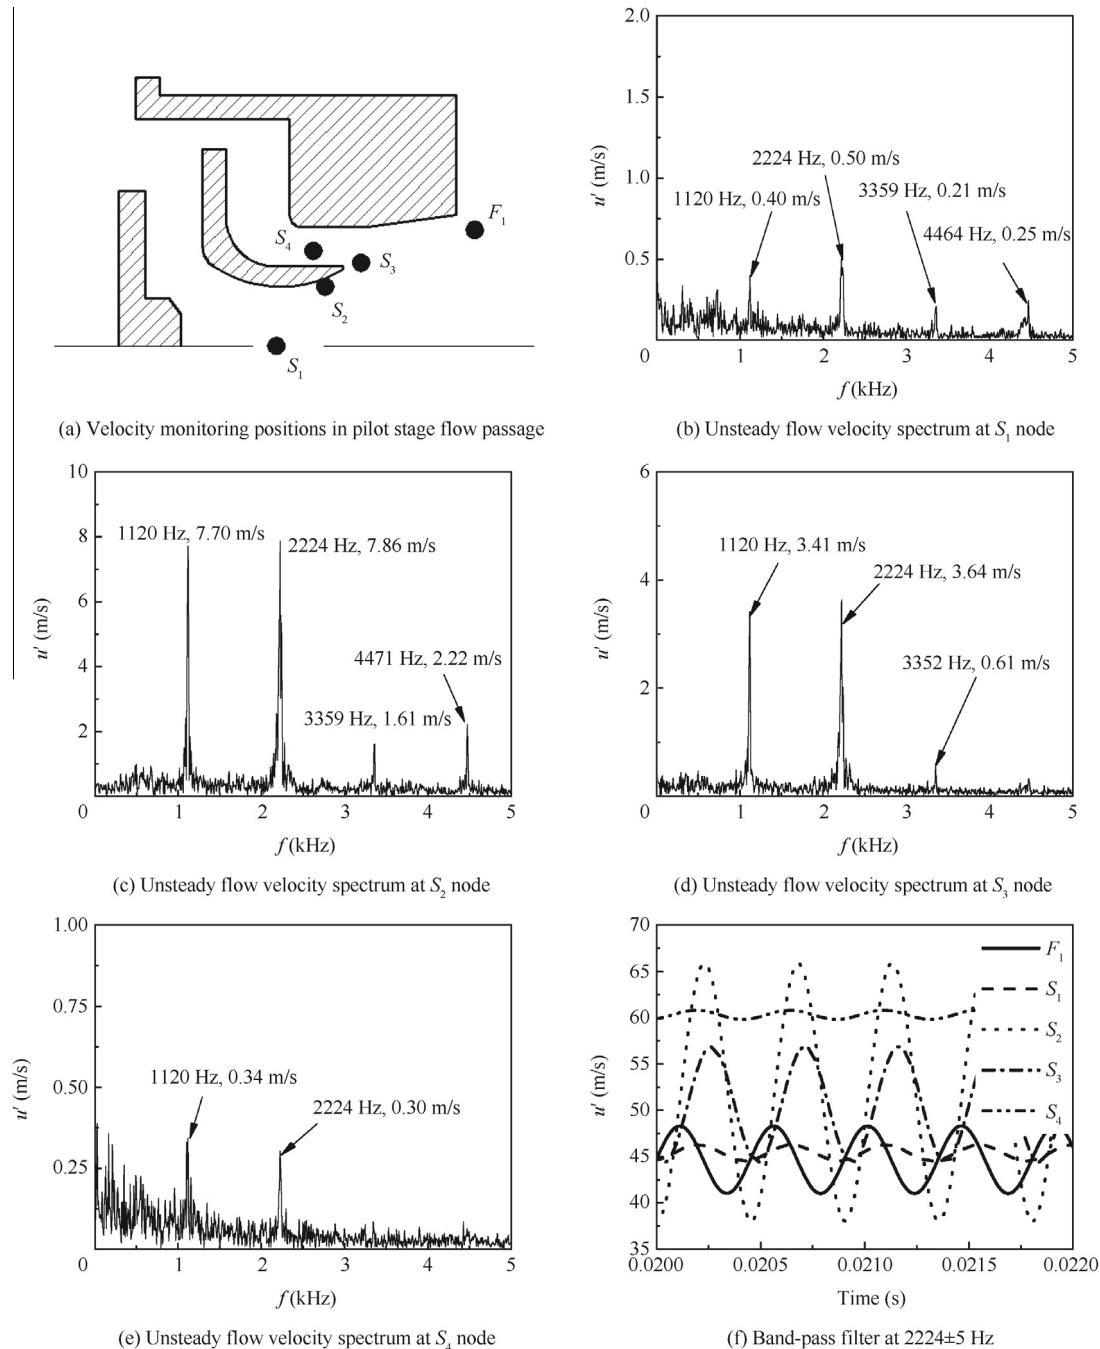 S₄
S₃
S₂
S₁
F₁
(a) Velocity monitoring positions in pilot stage flow passage
2.0
1.5
1.0
0.5
0
1
2
3
4
5
u′ (m/s)
2224 Hz, 0.50 m/s
1120 Hz, 0.40 m/s
3359 Hz, 0.21 m/s
4464 Hz, 0.25 m/s
f (kHz)
(b) Unsteady flow velocity spectrum at S₁ node
10
8
6
4
2
0
1
2
3
4
5
u′ (m/s)
1120 Hz, 7.70 m/s
2224 Hz, 7.86 m/s
4471 Hz, 2.22 m/s
3359 Hz, 1.61 m/s
f (kHz)
(c) Unsteady flow velocity spectrum at S₂ node
6
4
2
0
1
2
3
4
5
u′ (m/s)
1120 Hz, 3.41 m/s
2224 Hz, 3.64 m/s
3352 Hz, 0.61 m/s
f (kHz)
(d) Unsteady flow velocity spectrum at S₃ node
1.00
0.75
0.50
0.25
0
1
2
3
4
5
u′ (m/s)
1120 Hz, 0.34 m/s
2224 Hz, 0.30 m/s
f (kHz)
(e) Unsteady flow velocity spectrum at S₄ node
70
65
60
55
50
45
40
35
u′ (m/s)
F₁
S₁
S₂
S₃
S₄
0.0200
0.0205
0.0210
0.0215
0.0220
Time (s)
(f) Band-pass filter at 2224±5 Hz